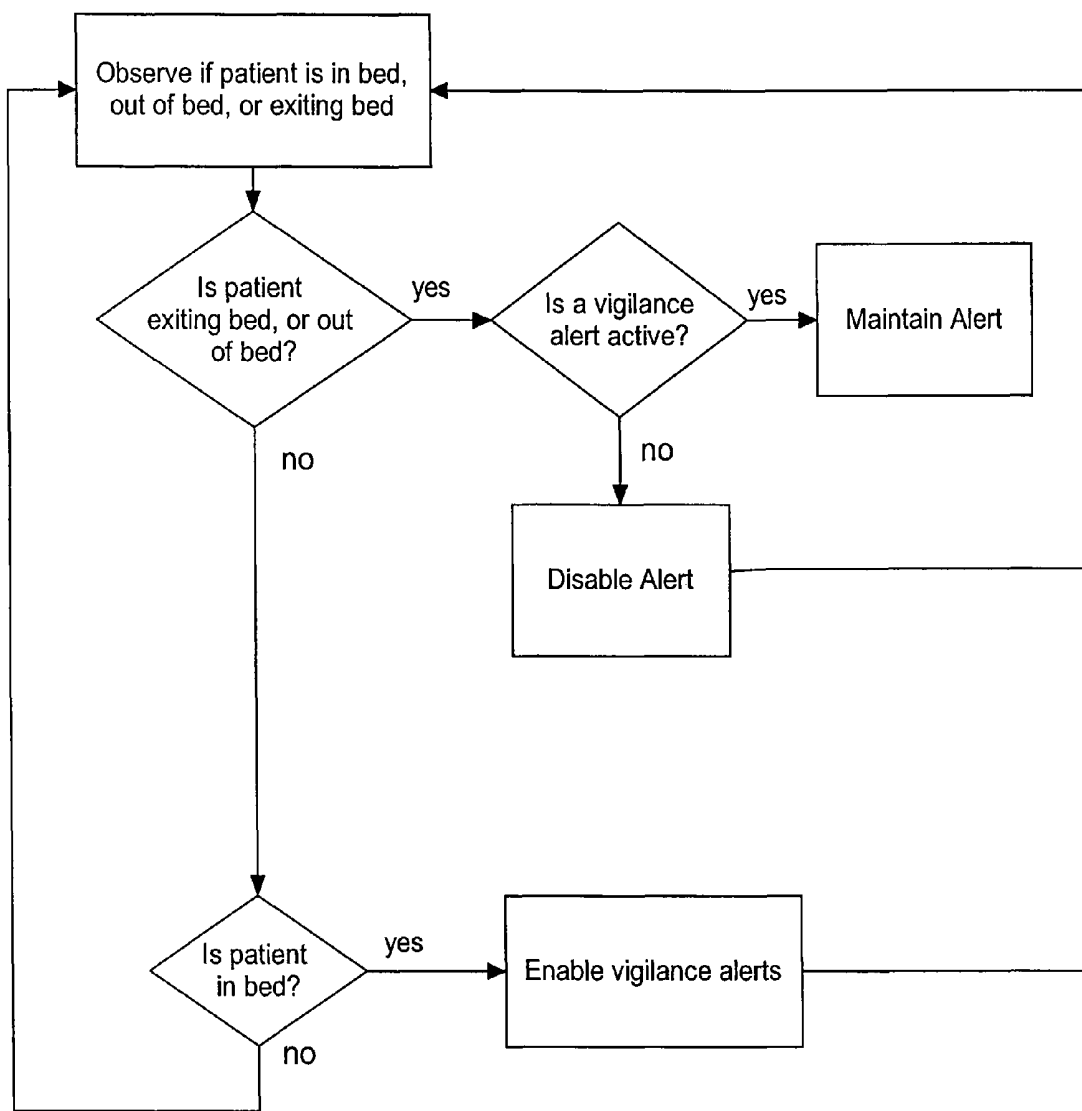 Observe if patient is in bed,
out of bed, or exiting bed
Is patient
exiting bed, or out
of bed?
yes
Is a vigilance
alert active?
yes
Maintain Alert
no
no
Disable Alert
Is patient
in bed?
yes
Enable vigilance alerts
no